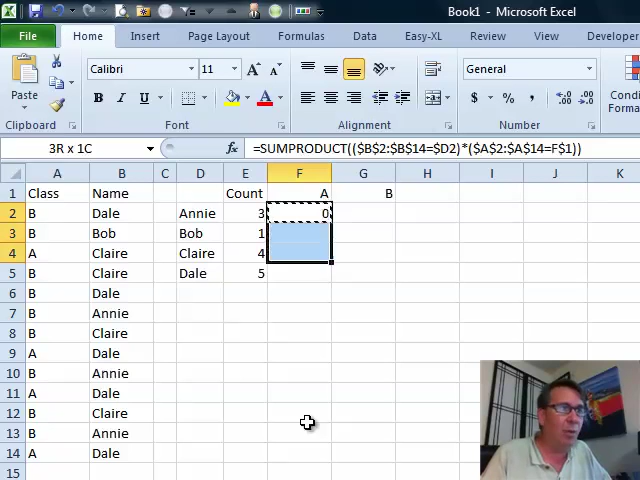 Book1 - Microsoft Excel
File Home Insert Page Layout Formulas Data Easy-XL Review View Developer
Paste Calibri 11 A A General
B I U A $ % , .00
Clipboard Font Alignment Number
3R x 1C =SUMPRODUCT(($B$2:$B$14=$D2)*($A$2:$A$14=F$1))
A B C D E F G H I J K
1 Class Name Count A B
2 B Dale Annie 3 0
3 B Bob Bob 1
4 A Claire Claire 4
5 B Claire Dale 5
6 B Dale
7 B Annie
8 B Claire
9 A Dale
10 B Annie
11 A Dale
12 B Claire
13 B Annie
14 A Dale
15